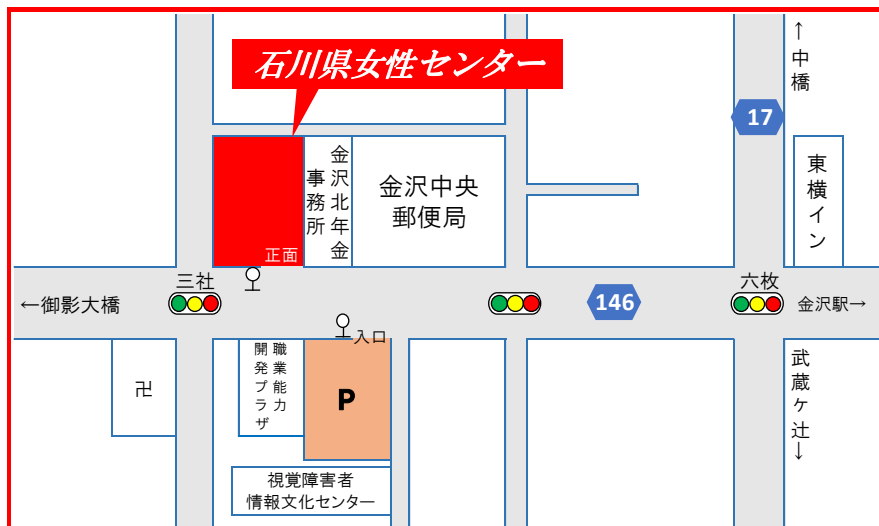 石川県女性センター
↑中橋
17
金沢北年金
事務所
金沢中央
郵便局
東横イン
正面
三社
六枚
←御影大橋
146
金沢駅→
入口
職業能力
開発プラザ
P
卍
武蔵ヶ辻↓
視覚障害者
情報文化センター